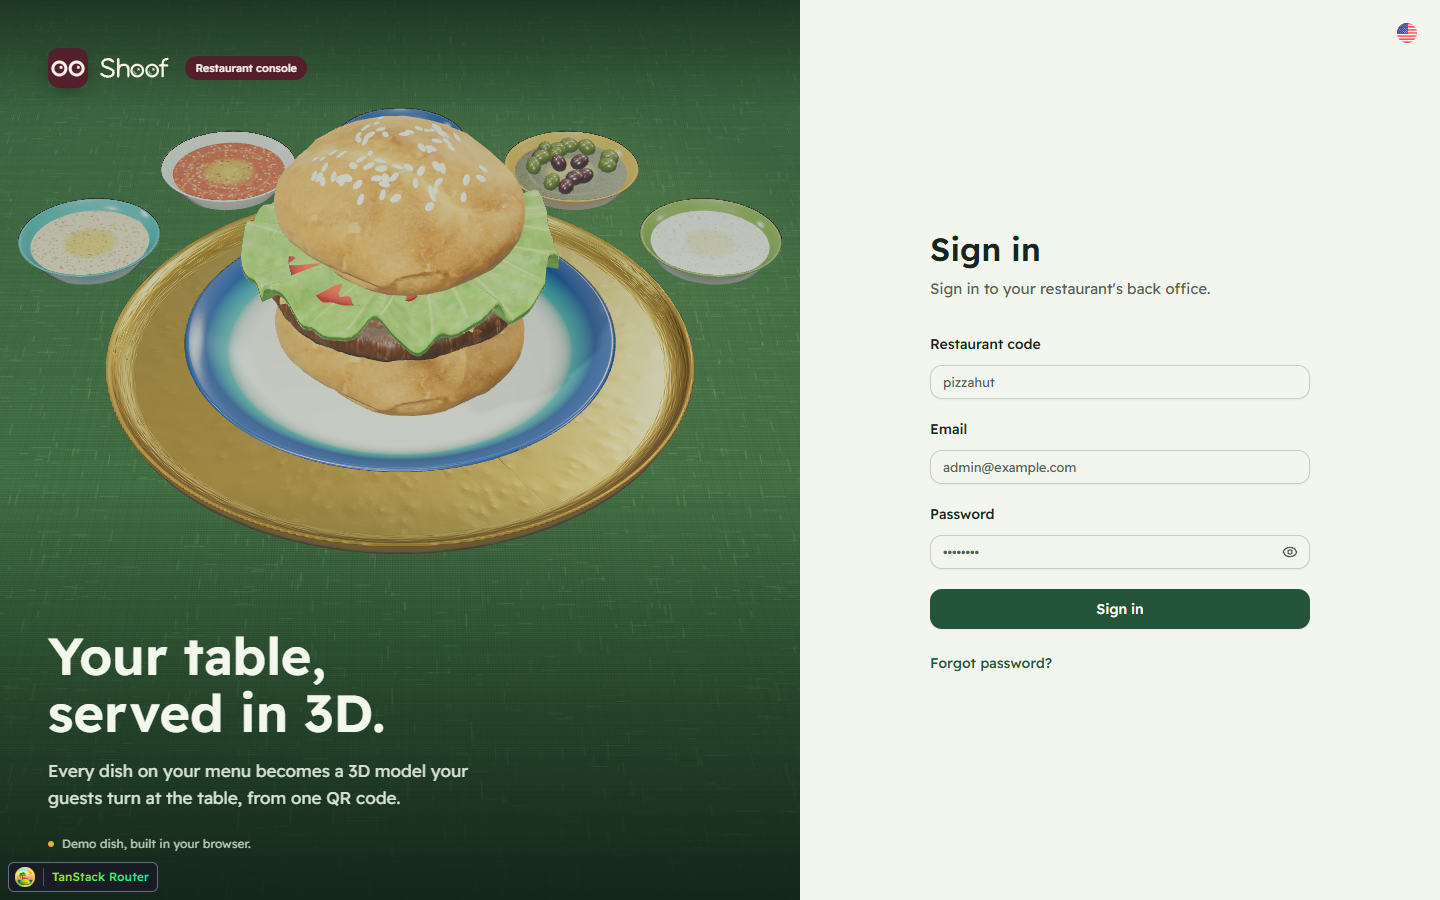 Shoof
Restaurant console
Your table,
served in 3D.
Every dish on your menu becomes a 3D model your
guests turn at the table, from one QR code.
Demo dish, built in your browser.
TanStack Router
Sign in
Sign in to your restaurant's back office.
Restaurant code
pizzahut
Email
admin@example.com
Password
••••••••
Sign in
Forgot password?